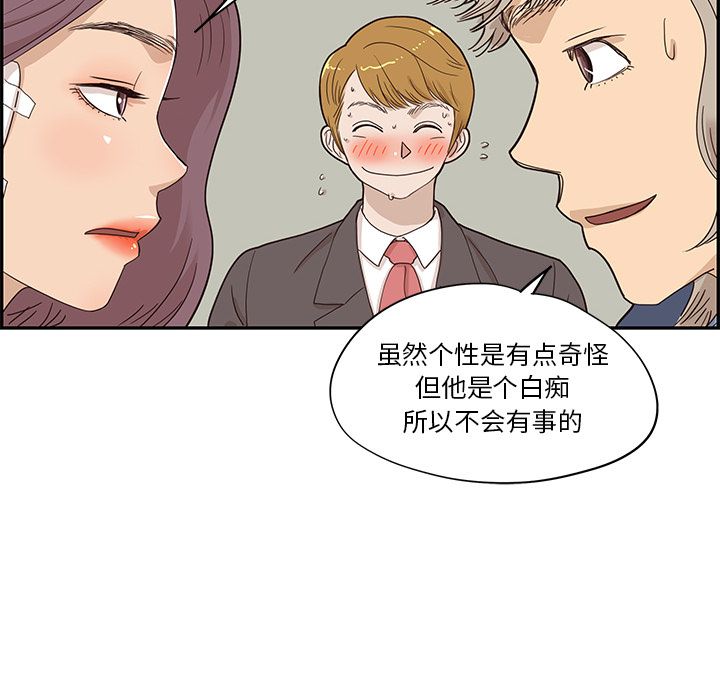 虽然个性是有点奇怪
但他是个白痴
所以不会有事的